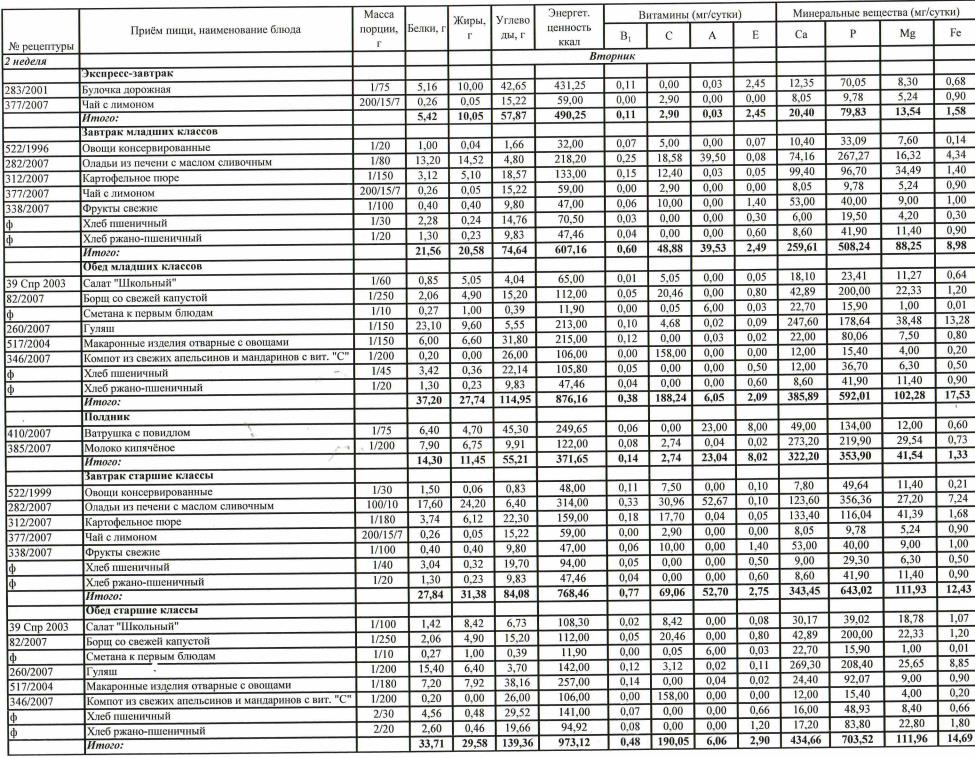 № рецептуры Приём пищи, наименование блюда Масса порции, г Белки, г Жиры, г Углево ды, г Энергет. ценность ккал Витамины (мг/сутки) Минеральные вещества (мг/сутки)
B1 C A E Ca P Mg Fe
2 неделя Вторник
Экспресс-завтрак
283/2001 Булочка дорожная 1/75 5,16 10,00 42,65 431,25 0,11 0,00 0,03 2,45 12,35 70,05 8,30 0,68
377/2007 Чай с лимоном 200/15/7 0,26 0,05 15,22 59,00 0,00 2,90 0,00 0,00 8,05 9,78 5,24 0,90
Итого: 5,42 10,05 57,87 490,25 0,11 2,90 0,03 2,45 20,40 79,83 13,54 1,58
Завтрак младших классов
522/1996 Овощи консервированные 1/20 1,00 0,04 1,66 32,00 0,07 5,00 0,00 0,07 10,40 33,09 7,60 0,14
282/2007 Оладьи из печени с маслом сливочным 1/80 13,20 14,52 4,80 218,20 0,25 18,58 39,50 0,08 74,16 267,27 16,32 4,34
312/2007 Картофельное пюре 1/150 3,12 5,10 18,57 133,00 0,15 12,40 0,03 0,05 99,40 96,70 34,49 1,40
377/2007 Чай с лимоном 200/15/7 0,26 0,05 15,22 59,00 0,00 2,90 0,00 0,00 8,05 9,78 5,24 0,90
338/2007 Фрукты свежие 1/100 0,40 0,40 9,80 47,00 0,06 10,00 0,00 1,40 53,00 40,00 9,00 1,00
ф Хлеб пшеничный 1/30 2,28 0,24 14,76 70,50 0,03 0,00 0,00 0,30 6,00 19,50 4,20 0,30
ф Хлеб ржано-пшеничный 1/20 1,30 0,23 9,83 47,46 0,04 0,00 0,00 0,60 8,60 41,90 11,40 0,90
Итого: 21,56 20,58 74,64 607,16 0,60 48,88 39,53 2,49 259,61 508,24 88,25 8,98
Обед младших классов
39 Спр 2003 Салат "Школьный" 1/60 0,85 5,05 4,04 65,00 0,01 5,05 0,00 0,05 18,10 23,41 11,27 0,64
82/2007 Борщ со свежей капустой 1/250 2,06 4,90 15,20 112,00 0,05 20,46 0,00 0,80 42,89 200,00 22,33 1,20
ф Сметана к первым блюдам 1/10 0,27 1,00 0,39 11,90 0,00 0,05 6,00 0,03 22,70 15,90 1,00 0,01
260/2007 Гуляш 1/150 23,10 9,60 5,55 213,00 0,10 4,68 0,02 0,09 247,60 178,64 38,48 13,28
517/2004 Макаронные изделия отварные с овощами 1/150 6,00 6,60 31,80 215,00 0,12 0,00 0,03 0,02 22,00 80,06 7,50 0,80
346/2007 Компот из свежих апельсинов и мандаринов с вит. "С" 1/200 0,20 0,00 26,00 106,00 0,00 158,00 0,00 0,00 12,00 15,40 4,00 0,20
ф Хлеб пшеничный 1/45 3,42 0,36 22,14 105,80 0,05 0,00 0,00 0,50 12,00 36,70 6,30 0,50
ф Хлеб ржано-пшеничный 1/20 1,30 0,23 9,83 47,46 0,04 0,00 0,00 0,60 8,60 41,90 11,40 0,90
Итого: 37,20 27,74 114,95 876,16 0,38 188,24 6,05 2,09 385,89 592,01 102,28 17,53
Полдник
410/2007 Ватрушка с повидлом 1/75 6,40 4,70 45,30 249,65 0,06 0,00 23,00 8,00 49,00 134,00 12,00 0,60
385/2007 Молоко кипячёное 1/200 7,90 6,75 9,91 122,00 0,08 2,74 0,04 0,02 273,20 219,90 29,54 0,73
Итого: 14,30 11,45 55,21 371,65 0,14 2,74 23,04 8,02 322,20 353,90 41,54 1,33
Завтрак старшие классы
522/1999 Овощи консервированные 1/30 1,50 0,06 0,83 48,00 0,11 7,50 0,00 0,10 7,80 49,64 11,40 0,21
282/2007 Оладьи из печени с маслом сливочным 100/10 17,60 24,20 6,40 314,00 0,33 30,96 52,67 0,10 123,60 356,36 27,20 7,24
312/2007 Картофельное пюре 1/180 3,74 6,12 22,30 159,00 0,18 17,70 0,04 0,05 133,40 116,04 41,39 1,68
377/2007 Чай с лимоном 200/15/7 0,26 0,05 15,22 59,00 0,00 2,90 0,00 0,00 8,05 9,78 5,24 0,90
338/2007 Фрукты свежие 1/100 0,40 0,40 9,80 47,00 0,06 10,00 0,00 1,40 53,00 40,00 9,00 1,00
ф Хлеб пшеничный 1/40 3,04 0,32 19,70 94,00 0,05 0,00 0,00 0,50 9,00 29,30 6,30 0,50
ф Хлеб ржано-пшеничный 1/20 1,30 0,23 9,83 47,46 0,04 0,00 0,00 0,60 8,60 41,90 11,40 0,90
Итого: 27,84 31,38 84,08 768,46 0,77 69,06 52,70 2,75 343,45 643,02 111,93 12,43
Обед старшие классы
39 Спр 2003 Салат "Школьный" 1/100 1,42 8,42 6,73 108,30 0,02 8,42 0,00 0,08 30,17 39,02 18,78 1,07
82/2007 Борщ со свежей капустой 1/250 2,06 4,90 15,20 112,00 0,05 20,46 0,00 0,80 42,89 200,00 22,33 1,20
ф Сметана к первым блюдам 1/10 0,27 1,00 0,39 11,90 0,00 0,05 6,00 0,03 22,70 15,90 1,00 0,01
260/2007 Гуляш 1/200 15,40 6,40 3,70 142,00 0,12 3,12 0,02 0,11 269,30 208,40 25,65 8,85
517/2004 Макаронные изделия отварные с овощами 1/180 7,20 7,92 38,16 257,00 0,14 0,00 0,04 0,02 24,40 92,07 9,00 0,90
346/2007 Компот из свежих апельсинов и мандаринов с вит. "С" 1/200 0,20 0,00 26,00 106,00 0,00 158,00 0,00 0,00 12,00 15,40 4,00 0,20
ф Хлеб пшеничный 2/30 4,56 0,48 29,52 141,00 0,07 0,00 0,00 0,66 16,00 48,93 8,40 0,66
ф Хлеб ржано-пшеничный 2/20 2,60 0,46 19,66 94,92 0,08 0,00 0,00 1,20 17,20 83,80 22,80 1,80
Итого: 33,71 29,58 139,36 973,12 0,48 190,05 6,06 2,90 434,66 703,52 111,96 14,69